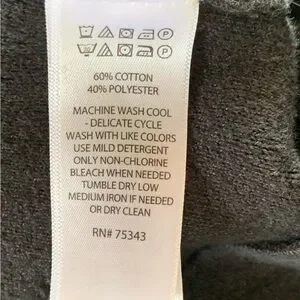 60% COTTON
40% POLYESTER
MACHINE WASH COOL
- DELICATE CYCLE
WASH WITH LIKE COLORS
USE MILD DETERGENT
ONLY NON-CHLORINE
BLEACH WHEN NEEDED
TUMBLE DRY LOW
MEDIUM IRON IF NEEDED
OR DRY CLEAN
RN# 75343